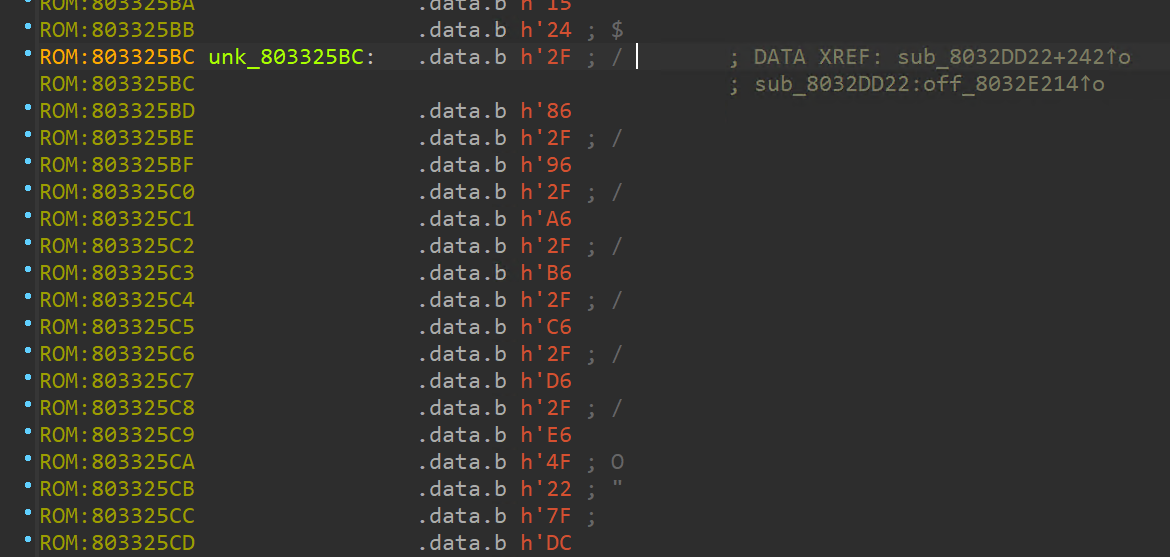 ROM:803325BA .data.b h'15
ROM:803325BB .data.b h'24 ; $
ROM:803325BC unk_803325BC: .data.b h'2F ; / ; DATA XREF: sub_8032DD22+242↑o
ROM:803325BC ; sub_8032DD22:off_8032E214↑o
ROM:803325BD .data.b h'86
ROM:803325BE .data.b h'2F ; /
ROM:803325BF .data.b h'96
ROM:803325C0 .data.b h'2F ; /
ROM:803325C1 .data.b h'A6
ROM:803325C2 .data.b h'2F ; /
ROM:803325C3 .data.b h'B6
ROM:803325C4 .data.b h'2F ; /
ROM:803325C5 .data.b h'C6
ROM:803325C6 .data.b h'2F ; /
ROM:803325C7 .data.b h'D6
ROM:803325C8 .data.b h'2F ; /
ROM:803325C9 .data.b h'E6
ROM:803325CA .data.b h'4F ; O
ROM:803325CB .data.b h'22 ; "
ROM:803325CC .data.b h'7F ;
ROM:803325CD .data.b h'DC